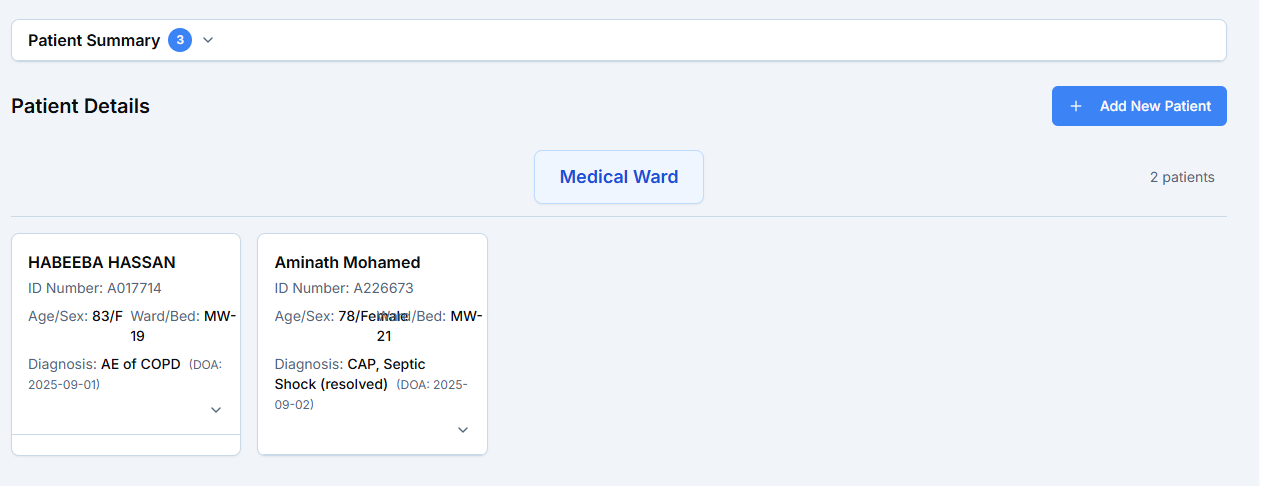 Patient Summary 3
Patient Details
+ Add New Patient
Medical Ward
2 patients
HABEEBA HASSAN
ID Number: A017714
Age/Sex: 83/F Ward/Bed: MW-
19
Diagnosis: AE of COPD (DOA:
2025-09-01)
Aminath Mohamed
ID Number: A226673
Age/Sex: 78/Female Ward/Bed: MW-
21
Diagnosis: CAP, Septic
Shock (resolved) (DOA: 2025-
09-02)